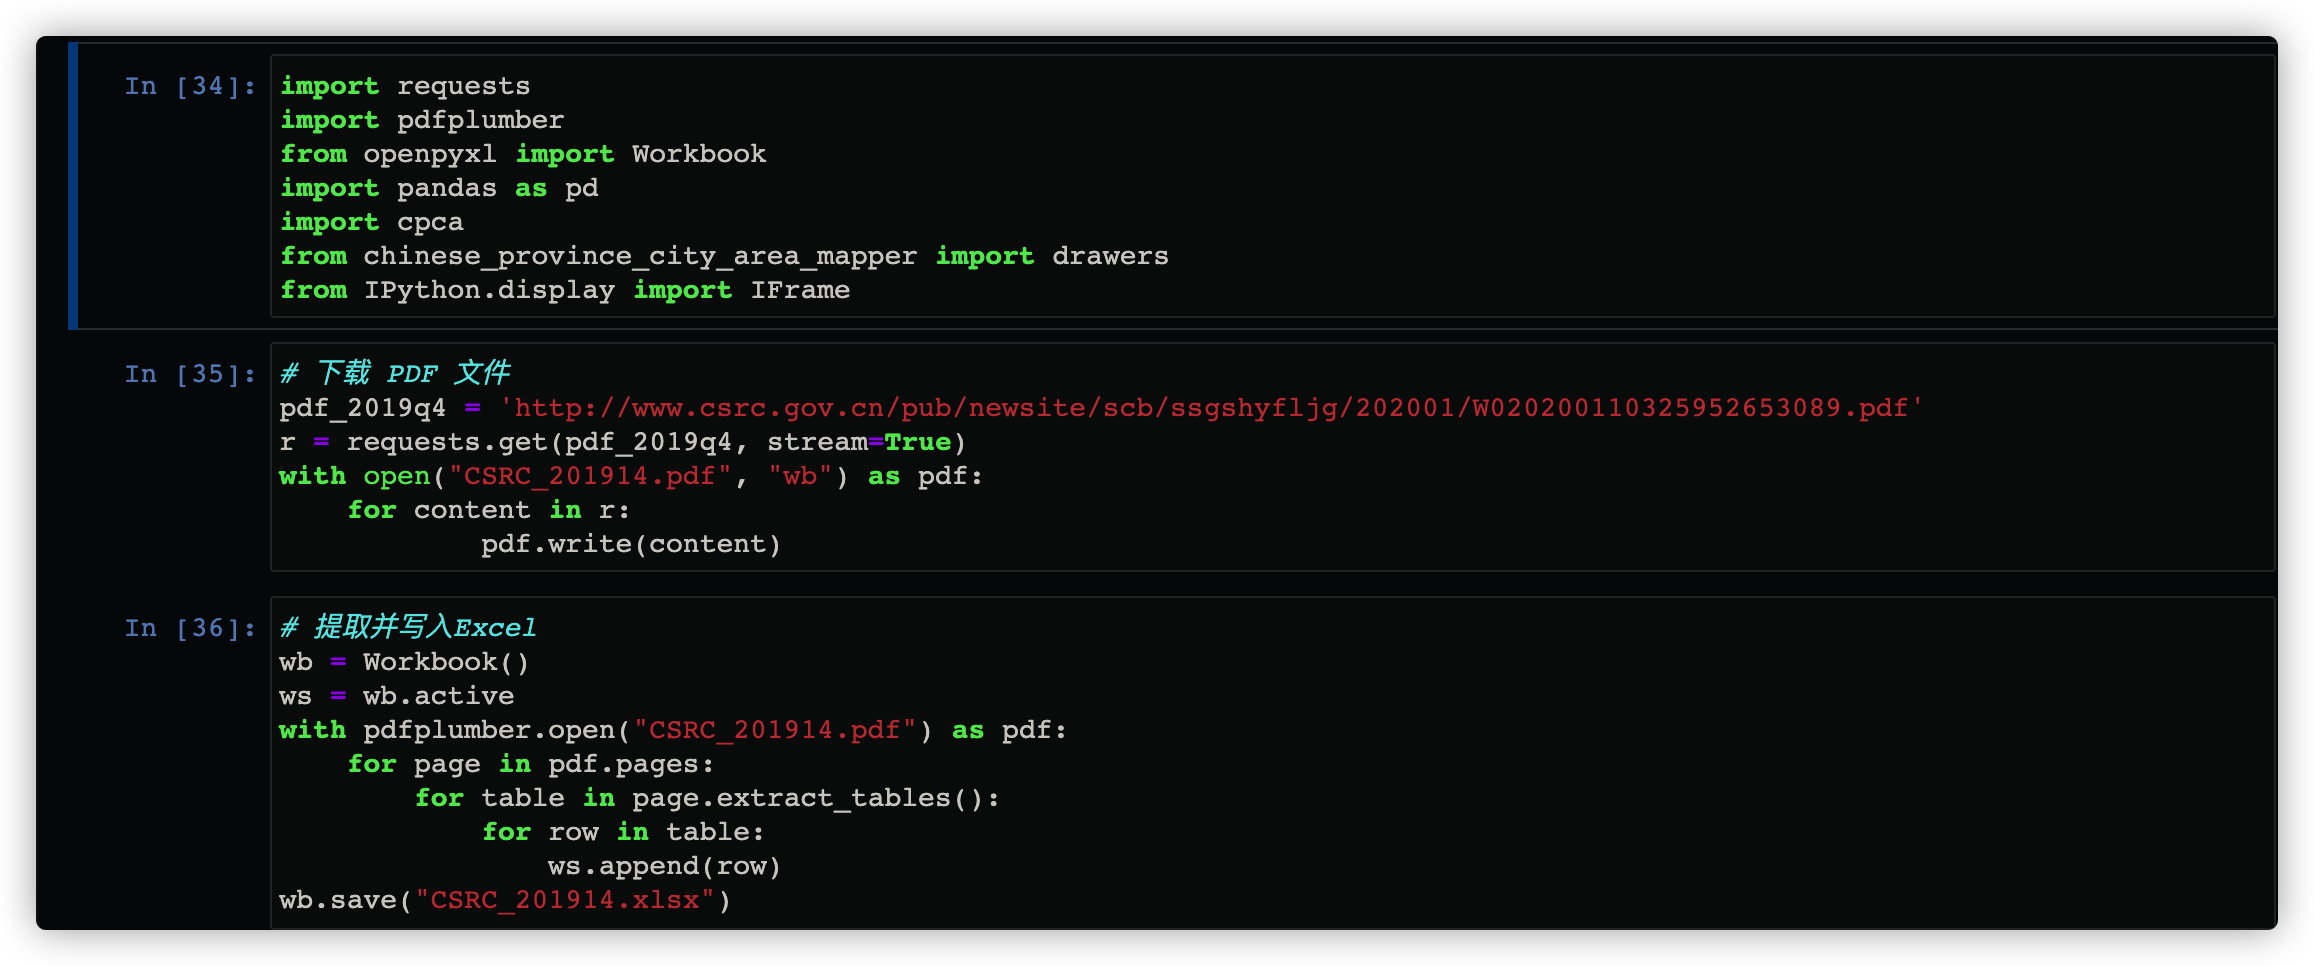 In [34]:
import requests
import pdfplumber
from openpyxl import Workbook
import pandas as pd
import cpca
from chinese_province_city_area_mapper import drawers
from IPython.display import IFrame
In [35]:
# 下载 PDF 文件
pdf_2019q4 = 'http://www.csrc.gov.cn/pub/newsite/scb/ssgshyfljg/202001/W020200110325952653089.pdf'
r = requests.get(pdf_2019q4, stream=True)
with open("CSRC_201914.pdf", "wb") as pdf:
    for content in r:
            pdf.write(content)
In [36]:
# 提取并写入Excel
wb = Workbook()
ws = wb.active
with pdfplumber.open("CSRC_201914.pdf") as pdf:
    for page in pdf.pages:
        for table in page.extract_tables():
            for row in table:
                ws.append(row)
wb.save("CSRC_201914.xlsx")